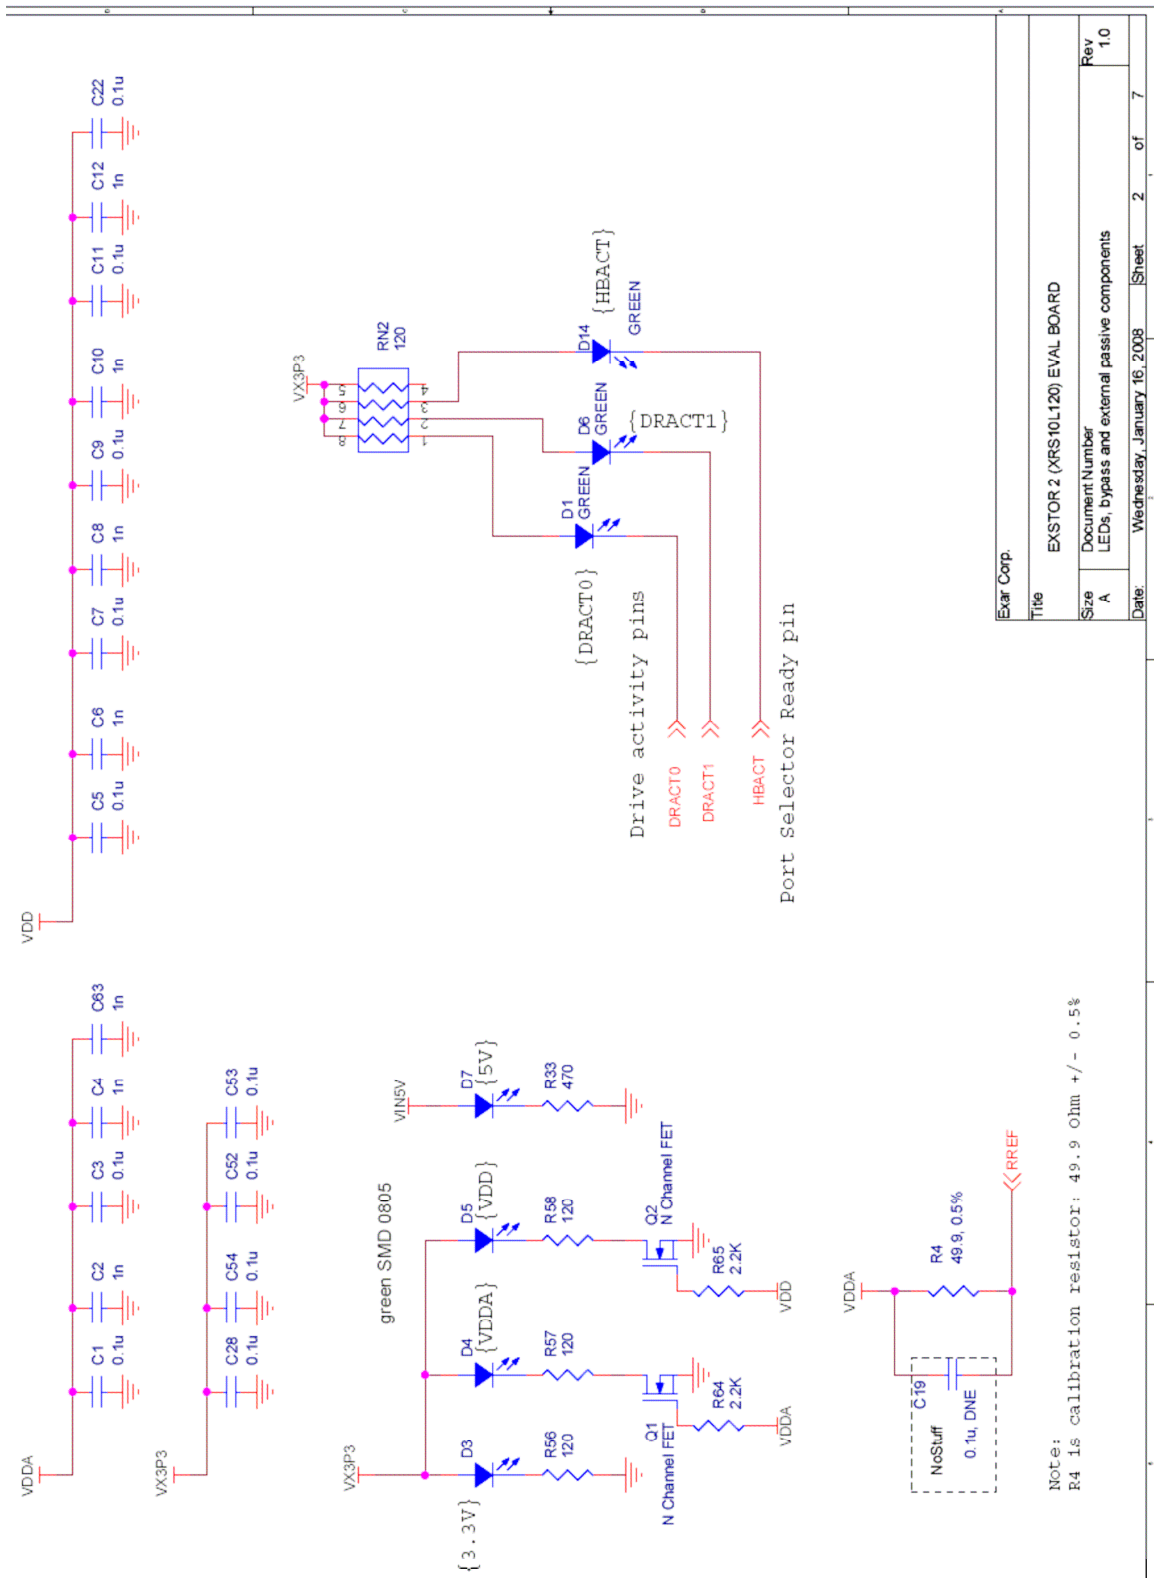 VDDA
C1
0.1u
C2
1n
C3
0.1u
C4
1n
C63
1n
VDD
C5
0.1u
C6
1n
C7
0.1u
C8
1n
C9
0.1u
C10
1n
C11
0.1u
C12
1n
C22
0.1u
VX3P3
C28
0.1u
C54
0.1u
C52
0.1u
C53
0.1u
green SMD 0805
VX3P3
{3.3V}
D3
R56
120
D4
{VDDA}
R57
120
Q1
N Channel FET
R64
2.2K
VDDA
D5
{VDD}
R58
120
Q2
N Channel FET
R65
2.2K
VDD
VIN5V
D7
{5V}
R33
470
VX3P3
RN2
120
8
7
6
5
1
2
3
4
{DRACT0}
D1
GREEN
D6
GREEN
{DRACT1}
D14
GREEN
{HBACT}
Drive activity pins
DRACT0
DRACT1
HBACT
Port Selector Ready pin
VDDA
C19
NoStuff
0.1u, DNE
R4
49.9, 0.5%
RREF
Note:
R4 is calibration resistor: 49.9 Ohm +/- 0.5%
Exar Corp.
Title
EXSTOR 2 (XRS10L120) EVAL BOARD
Size
A
Document Number
LEDs, bypass and external passive components
Rev
1.0
Date:
Wednesday, January 16, 2008
Sheet
2
of
7